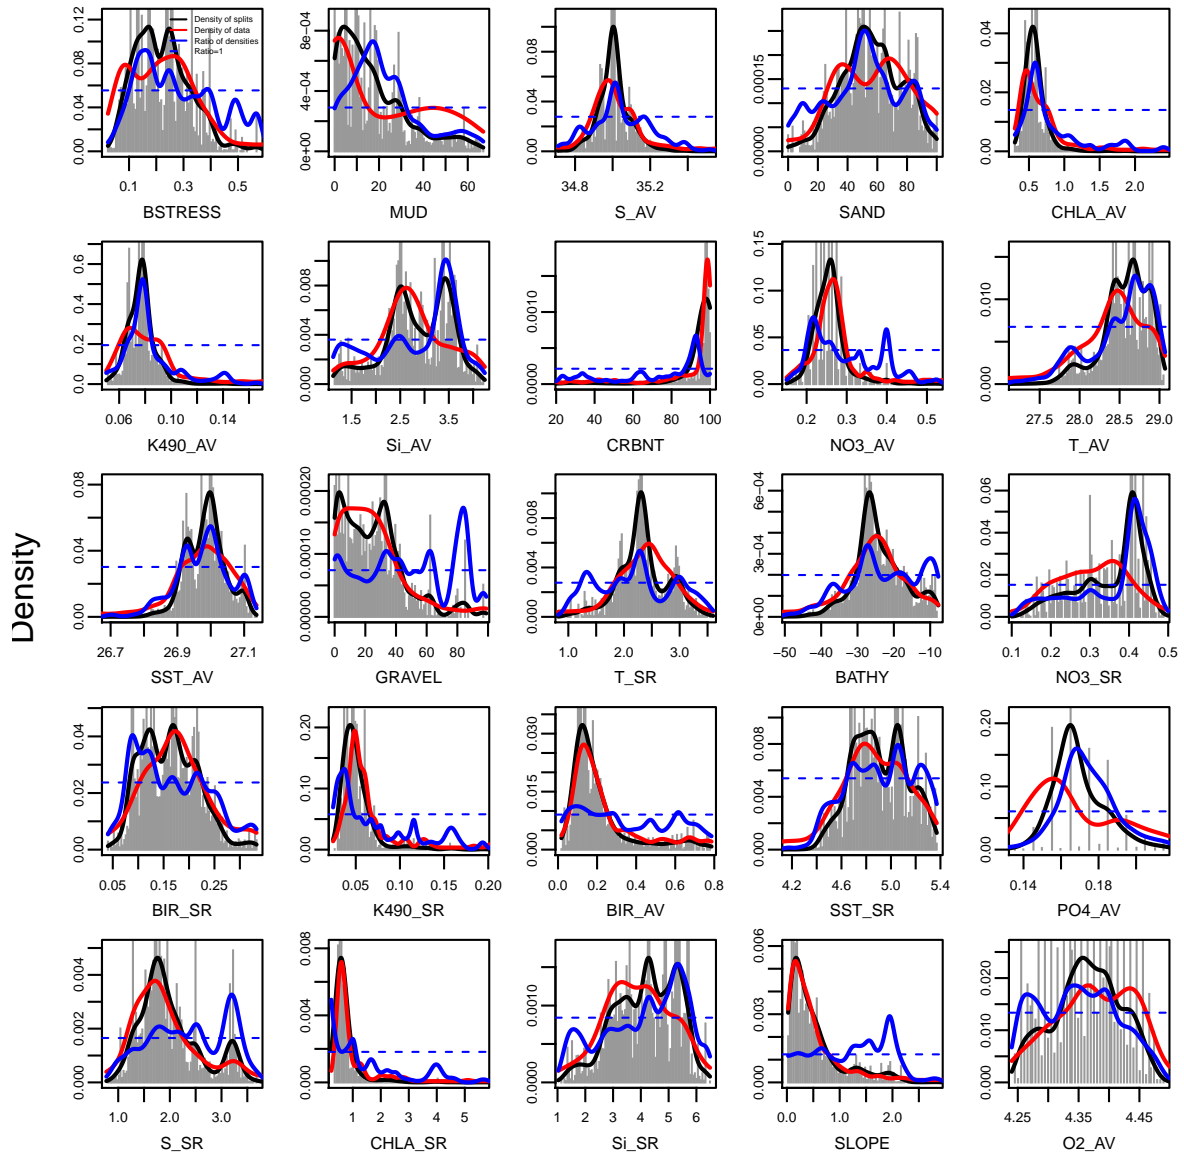 Density
0.00 0.04 0.08 0.12
Density of splits
Density of data
Ratio of densities
Ratio=1
0.1 0.3 0.5
BSTRESS
0e+00 4e−04 8e−04
0 20 40 60
MUD
0.00 0.04 0.08
34.8 35.2
S_AV
0.00000 0.00015
0 20 40 60 80
SAND
0.00 0.02 0.04
0.5 1.0 1.5 2.0
CHLA_AV
0.0 0.2 0.4 0.6
0.06 0.10 0.14
K490_AV
0.000 0.004 0.008
1.5 2.5 3.5
Si_AV
0.0000 0.0010
20 40 60 80 100
CRBNT
0.00 0.05 0.10 0.15
0.2 0.3 0.4 0.5
NO3_AV
0.000 0.010
27.5 28.0 28.5 29.0
T_AV
0.00 0.04 0.08
26.7 26.9 27.1
SST_AV
0.00000 0.00010 0.00020
0 20 40 60 80
GRAVEL
0.000 0.004 0.008
1.0 2.0 3.0
T_SR
0e+00 3e−04 6e−04
−50 −40 −30 −20 −10
BATHY
0.00 0.02 0.04 0.06
0.1 0.2 0.3 0.4 0.5
NO3_SR
0.00 0.02 0.04
0.05 0.15 0.25
BIR_SR
0.00 0.10 0.20
0.05 0.10 0.15 0.20
K490_SR
0.000 0.015 0.030
0.0 0.2 0.4 0.6 0.8
BIR_AV
0.000 0.004 0.008
4.2 4.6 5.0 5.4
SST_SR
0.00 0.10 0.20
0.14 0.18
PO4_AV
0.000 0.002 0.004
1.0 2.0 3.0
S_SR
0.000 0.004 0.008
1 2 3 4 5
CHLA_SR
0.0000 0.0010
1 2 3 4 5 6
Si_SR
0.000 0.003 0.006
0.0 1.0 2.0
SLOPE
0.000 0.010 0.020
4.25 4.35 4.45
O2_AV